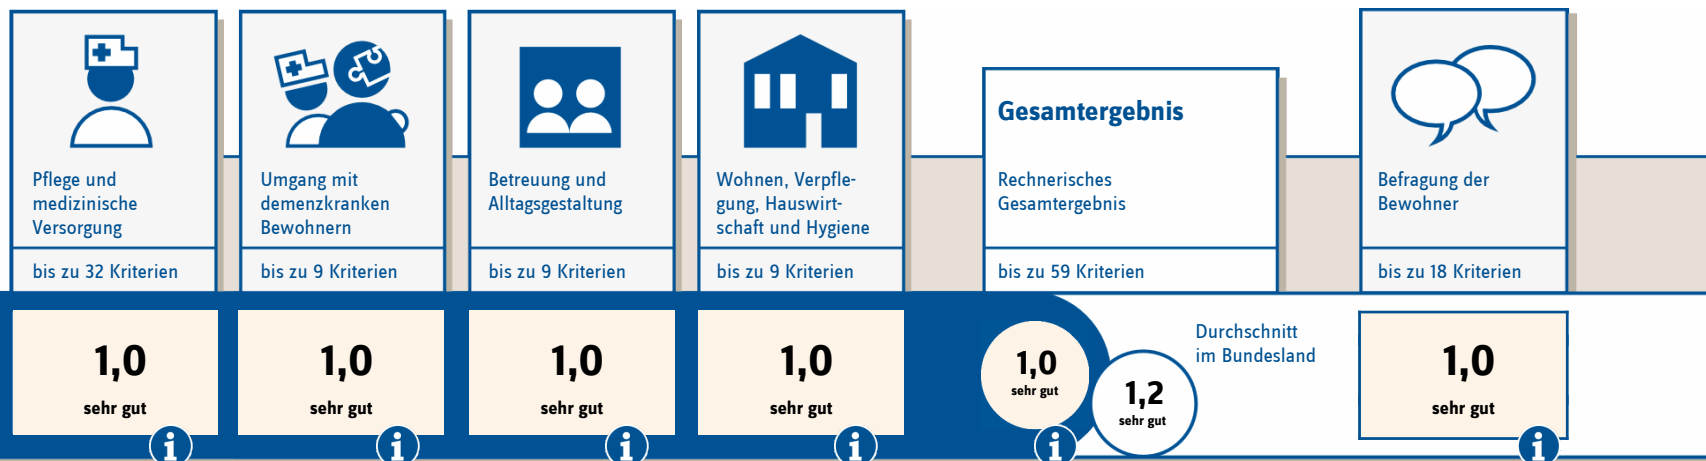 Pflege und
medizinische
Versorgung
bis zu 32 Kriterien
1,0
sehr gut
Umgang mit
demenzkranken
Bewohnern
bis zu 9 Kriterien
1,0
sehr gut
Betreuung und
Alltagsgestaltung
bis zu 9 Kriterien
1,0
sehr gut
Wohnen, Verpfle-
gung, Hauswirt-
schaft und Hygiene
bis zu 9 Kriterien
1,0
sehr gut
Gesamtergebnis
Rechnerisches
Gesamtergebnis
bis zu 59 Kriterien
1,0
sehr gut
Durchschnitt
im Bundesland
1,2
sehr gut
Befragung der
Bewohner
bis zu 18 Kriterien
1,0
sehr gut